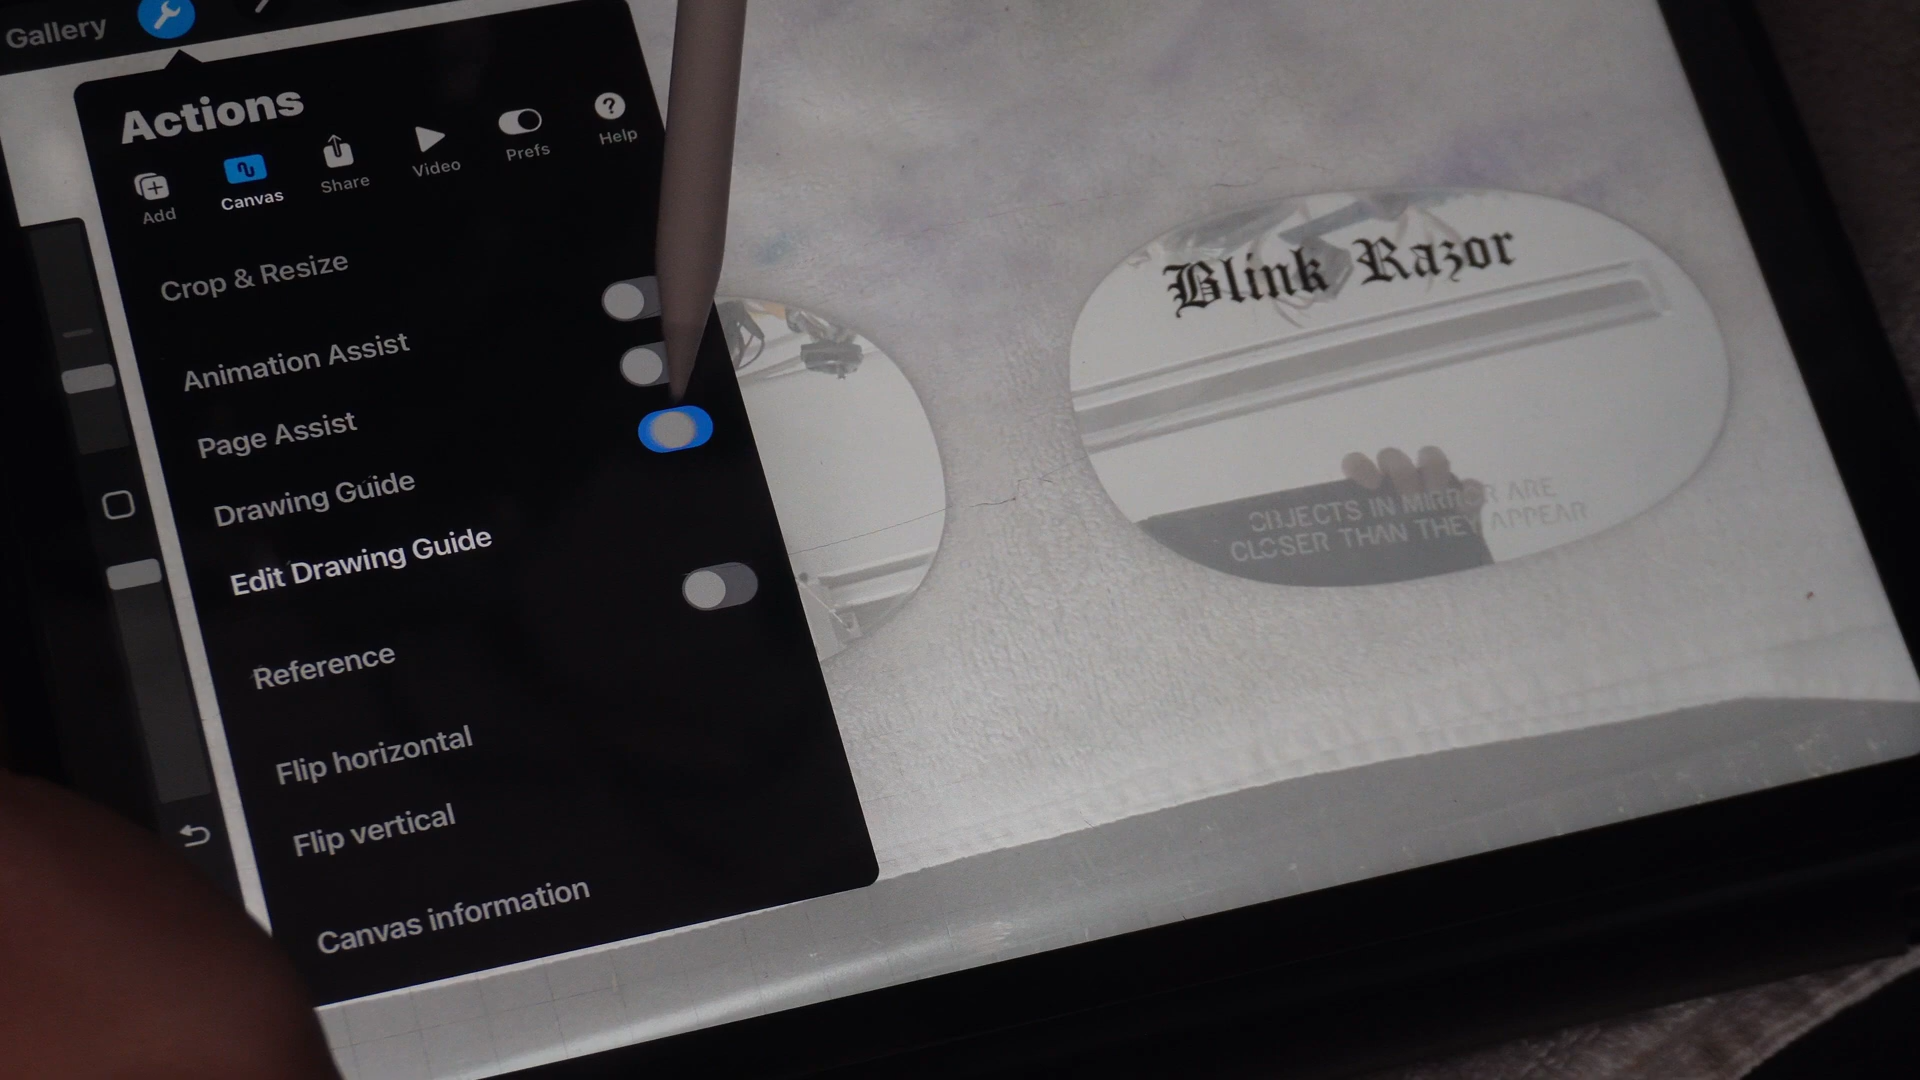 Gallery
Actions
Add
Canvas
Share
Video
Prefs
Help
Crop & Resize
Animation Assist
Page Assist
Drawing Guide
Edit Drawing Guide
Reference
Flip horizontal
Flip vertical
Canvas information
Blink Razor
OBJECTS IN MIRROR ARE
CLOSER THAN THEY APPEAR